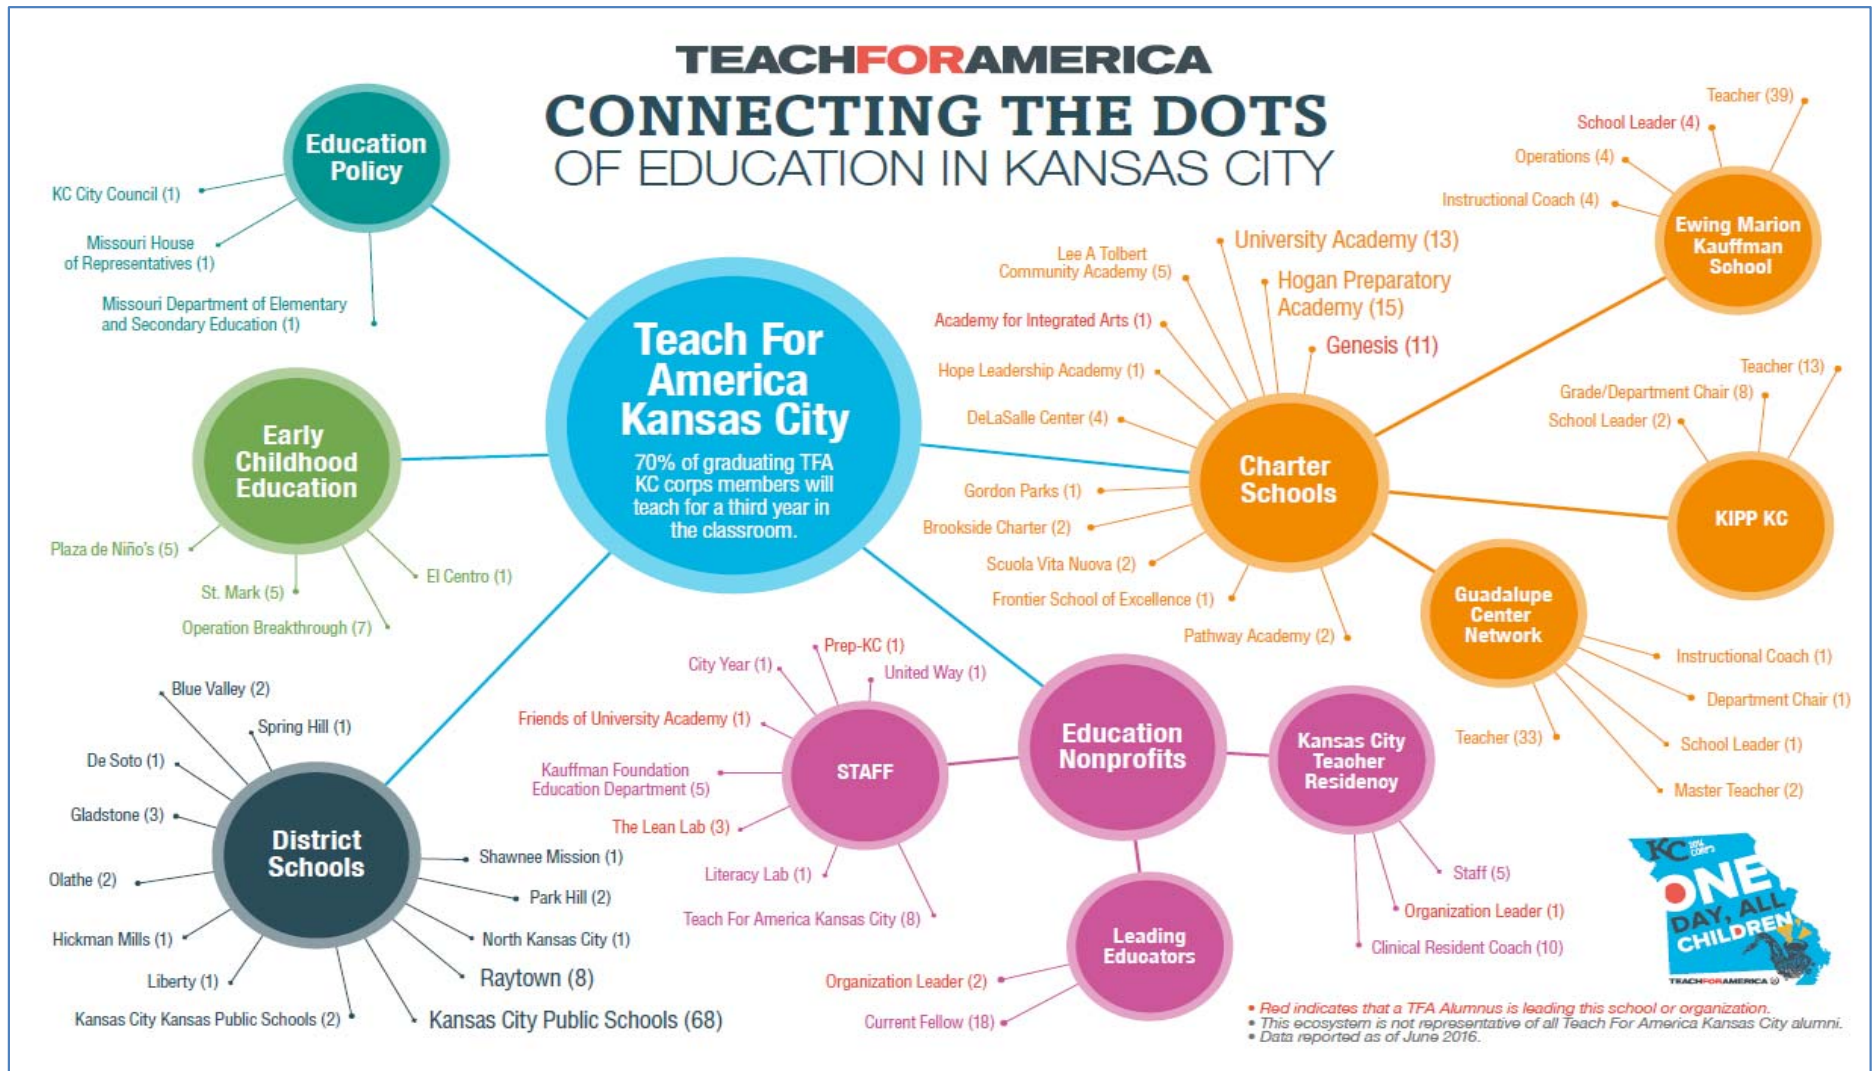 TEACHFORAMERICA
CONNECTING THE DOTS
OF EDUCATION IN KANSAS CITY
Education
Policy
KC City Council (1)
Missouri House
of Representatives (1)
Missouri Department of Elementary
and Secondary Education (1)
Teach For
America
Kansas City
70% of graduating TFA
KC corps members will
teach for a third year in
the classroom.
Early
Childhood
Education
Plaza de Niño's (5)
St. Mark (5)
Operation Breakthrough (7)
El Centro (1)
District
Schools
Blue Valley (2)
Spring Hill (1)
De Soto (1)
Gladstone (3)
Olathe (2)
Hickman Mills (1)
Liberty (1)
Kansas City Kansas Public Schools (2)
Shawnee Mission (1)
Park Hill (2)
North Kansas City (1)
Raytown (8)
Kansas City Public Schools (68)
Charter
Schools
Lee A Tolbert
Community Academy (5)
University Academy (13)
Hogan Preparatory
Academy (15)
Genesis (11)
Academy for Integrated Arts (1)
Hope Leadership Academy (1)
DeLaSalle Center (4)
Gordon Parks (1)
Brookside Charter (2)
Scuola Vita Nuova (2)
Frontier School of Excellence (1)
Pathway Academy (2)
Ewing Marion
Kauffman
School
Teacher (39)
School Leader (4)
Operations (4)
Instructional Coach (4)
KIPP KC
Teacher (13)
Grade/Department Chair (8)
School Leader (2)
Guadalupe
Center
Network
Instructional Coach (1)
Department Chair (1)
School Leader (1)
Master Teacher (2)
Teacher (33)
Education
Nonprofits
STAFF
City Year (1)
Prep-KC (1)
United Way (1)
Friends of University Academy (1)
Kauffman Foundation
Education Department (5)
The Lean Lab (3)
Literacy Lab (1)
Teach For America Kansas City (8)
Kansas City
Teacher
Residency
Staff (5)
Organization Leader (1)
Clinical Resident Coach (10)
Leading
Educators
Organization Leader (2)
Current Fellow (18)
KC
CORPS
ONE
DAY, ALL
CHILDREN
TEACHFORAMERICA
• Red indicates that a TFA Alumnus is leading this school or organization.
• This ecosystem is not representative of all Teach For America Kansas City alumni.
• Data reported as of June 2016.